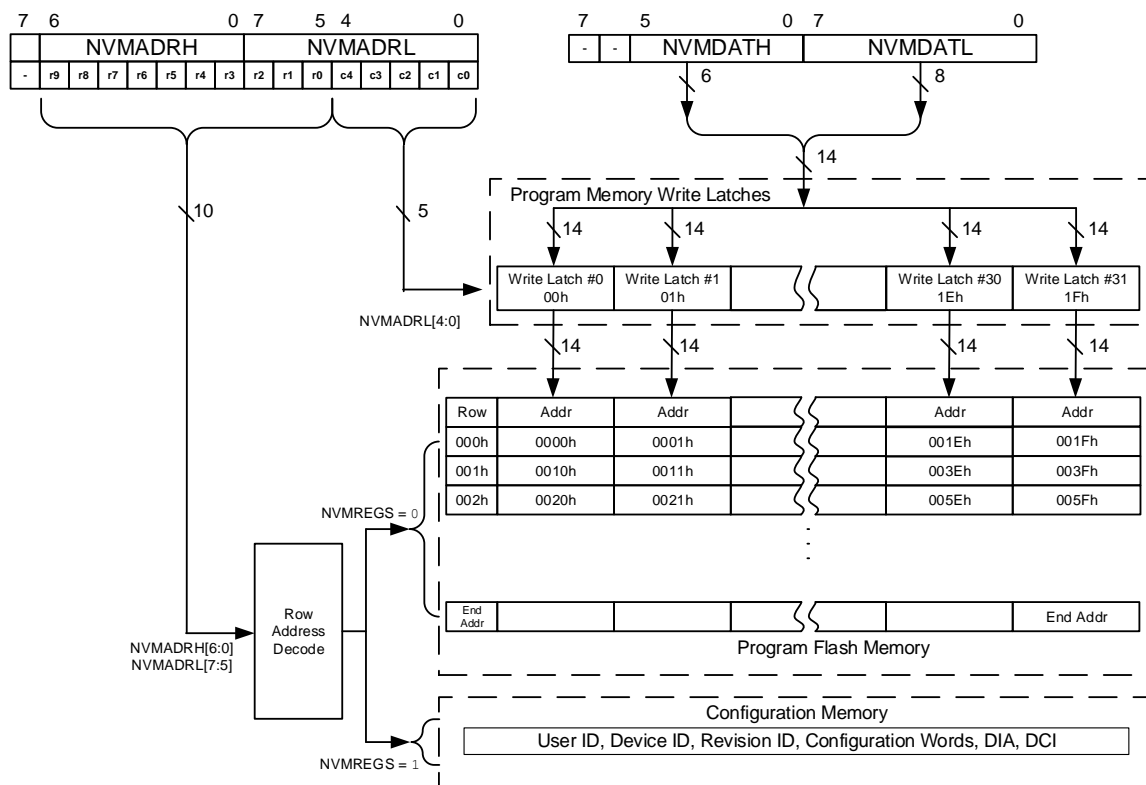 7 6 0 7 5 4 0 7 5 0 7 0
NVMADRH NVMADRL - - NVMDATH NVMDATL
- r9 r8 r7 r6 r5 r4 r3 r2 r1 r0 c4 c3 c2 c1 c0
6 8
14
Program Memory Write Latches
10 5
14 14 14 14
Write Latch #0 Write Latch #1 Write Latch #30 Write Latch #31
00h 01h 1Eh 1Fh
NVMADRL[4:0]
14 14 14 14
Row Addr Addr Addr Addr
000h 0000h 0001h 001Eh 001Fh
001h 0010h 0011h 003Eh 003Fh
002h 0020h 0021h 005Eh 005Fh
NVMREGS = 0
End
Addr
End Addr
Row
Address
Decode
NVMADRH[6:0]
NVMADRL[7:5]
Program Flash Memory
Configuration Memory
User ID, Device ID, Revision ID, Configuration Words, DIA, DCI
NVMREGS = 1